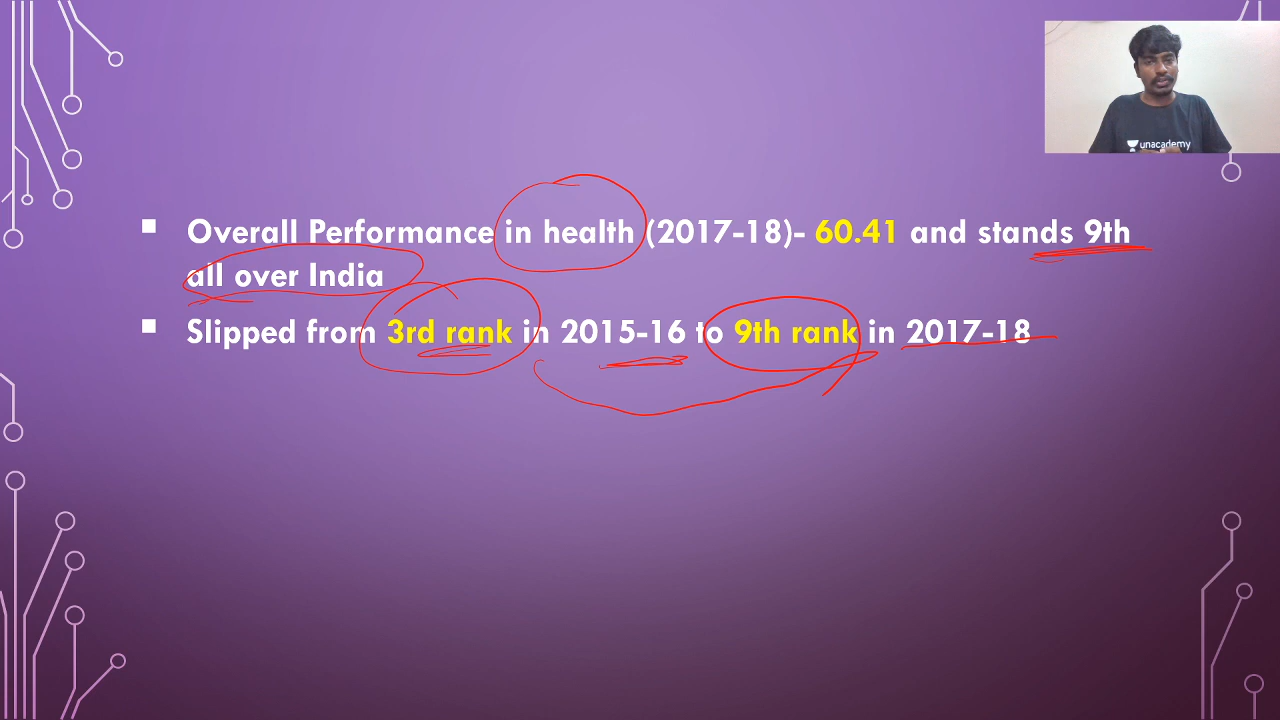 unacademy
▪ Overall Performance in health (2017-18)- 60.41 and stands 9th
all over India
▪ Slipped from 3rd rank in 2015-16 to 9th rank in 2017-18